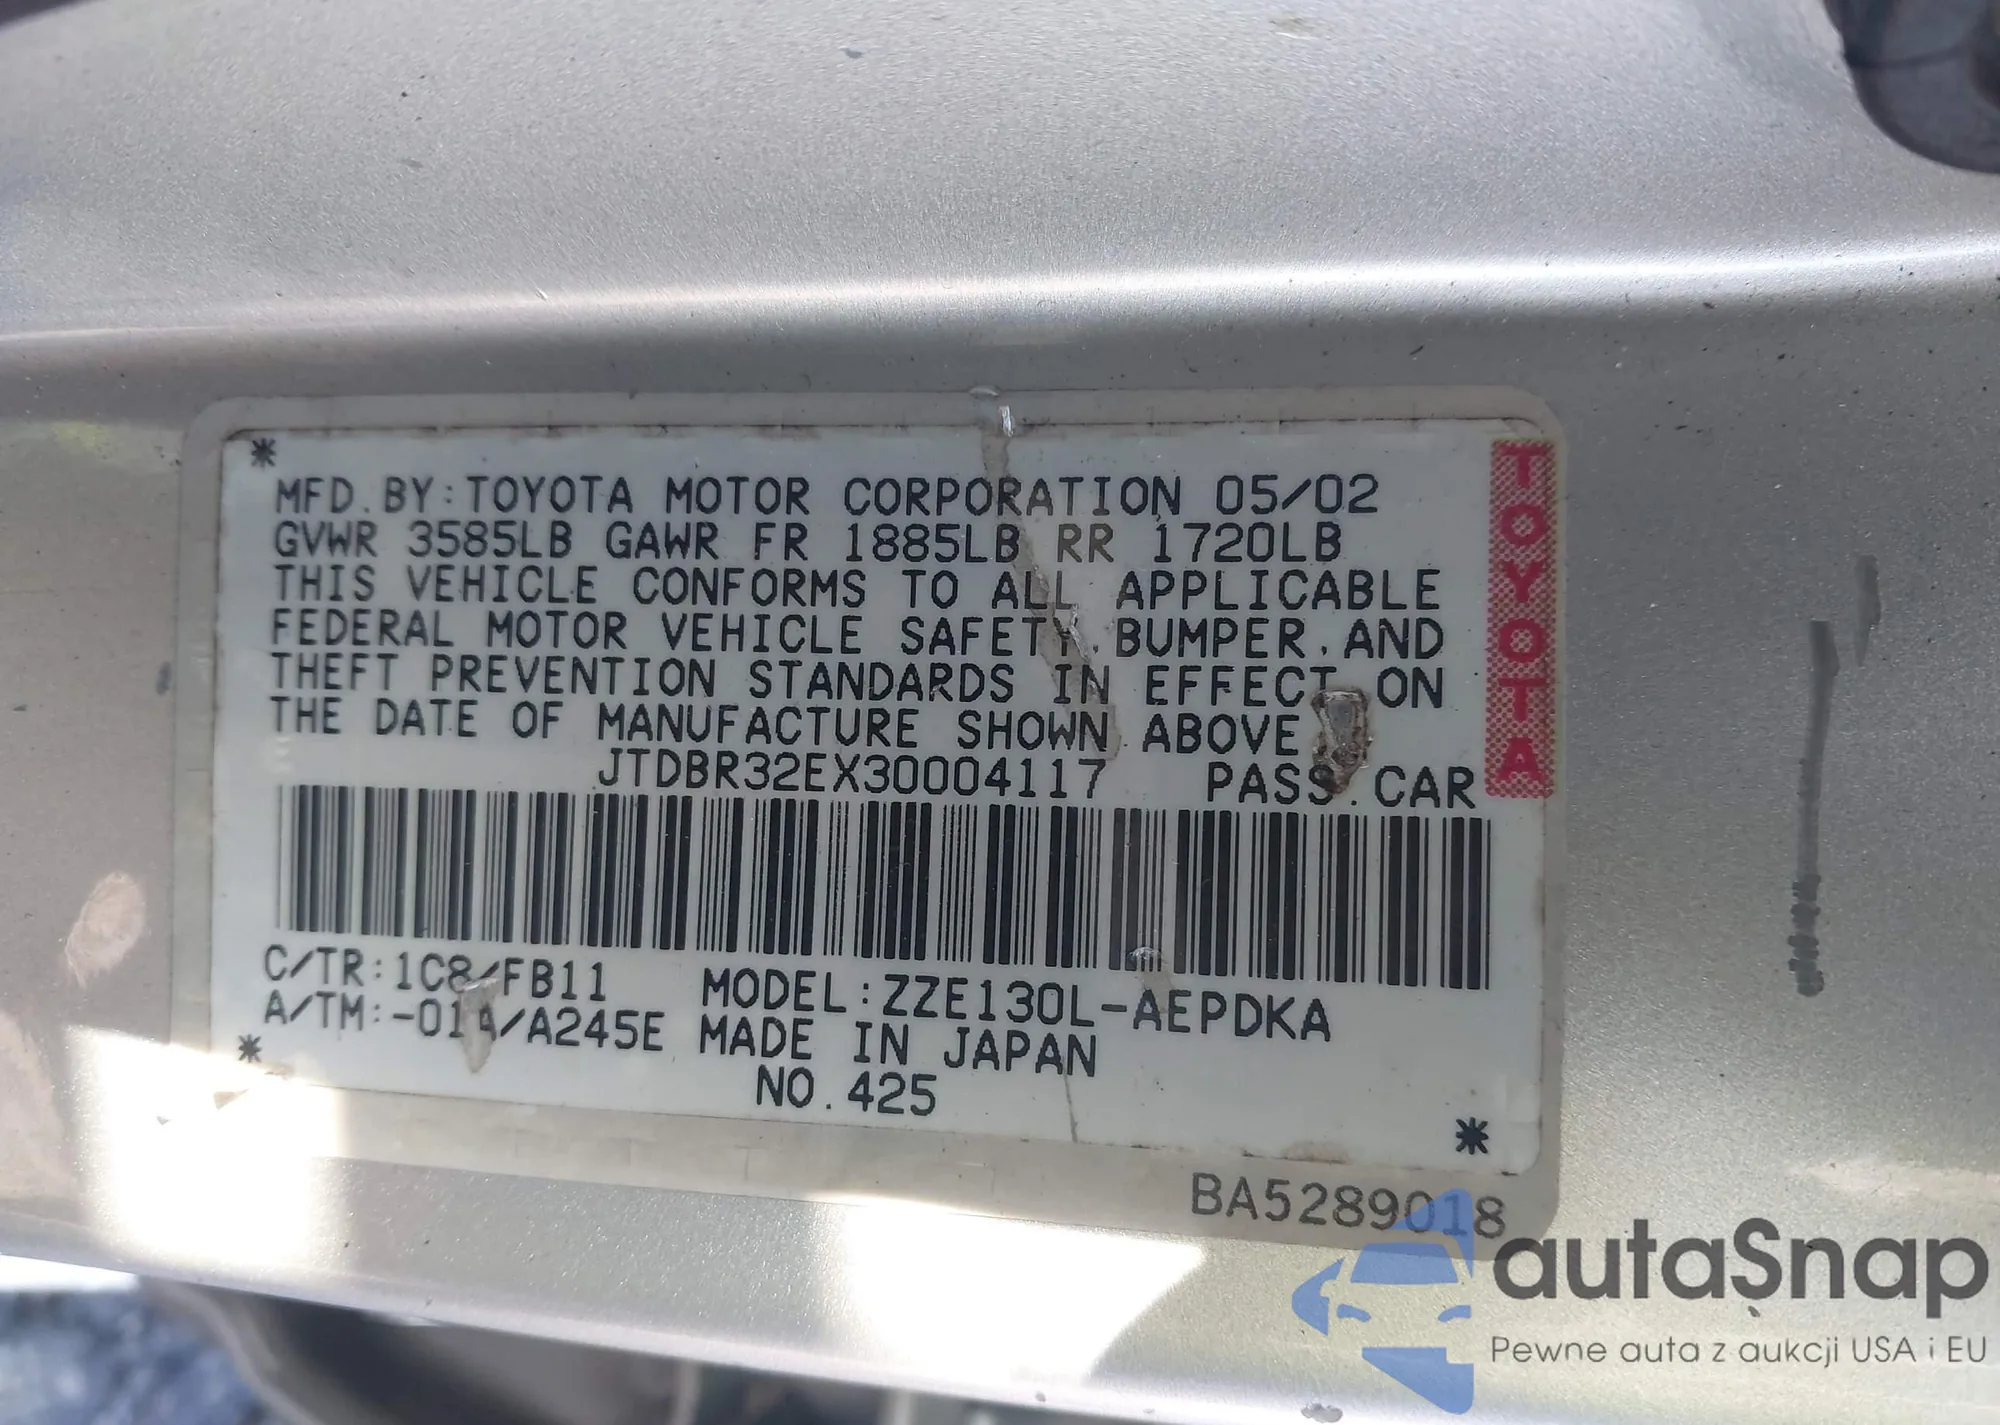 *
MFD. BY: TOYOTA MOTOR CORPORATION 05/02
GVWR 3585LB GAWR FR 1885LB RR 1720LB
THIS VEHICLE CONFORMS TO ALL APPLICABLE
FEDERAL MOTOR VEHICLE SAFETY, BUMPER, AND
THEFT PREVENTION STANDARDS IN EFFECT ON
THE DATE OF MANUFACTURE SHOWN ABOVE
JTDBR32EX30004117 PASS. CAR
TOYOTA
C/TR: 1C8/FB11 MODEL: ZZE130L-AEPDKA
A/TM: -01A/A245E MADE IN JAPAN
NO. 425
*
*
BA5289018
autaSnap
Pewne auta z aukcji USA i EU